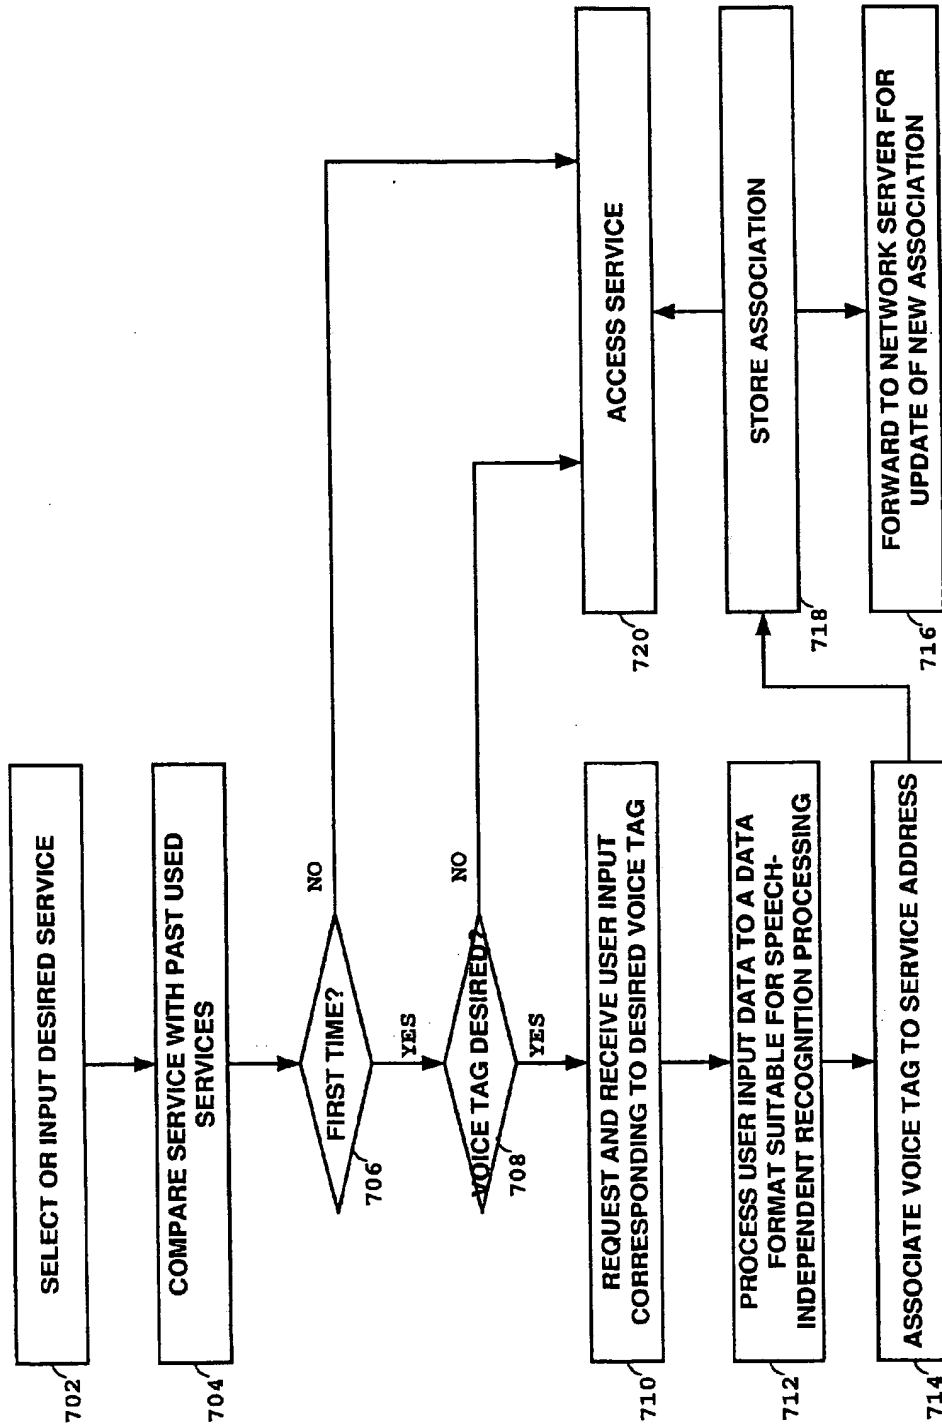 SELECT OR INPUT DESIRED SERVICE
702
COMPARE SERVICE WITH PAST USED
SERVICES
704
FIRST TIME?
706
NO
YES
VOICE TAG DESIRED?
708
NO
YES
REQUEST AND RECEIVE USER INPUT
CORRESPONDING TO DESIRED VOICE TAG
710
PROCESS USER INPUT DATA TO A DATA
FORMAT SUITABLE FOR SPEECH-
INDEPENDENT RECOGNITION PROCESSING
712
ASSOCIATE VOICE TAG TO SERVICE ADDRESS
714
ACCESS SERVICE
720
STORE ASSOCIATION
718
FORWARD TO NETWORK SERVER FOR
UPDATE OF NEW ASSOCIATION
716